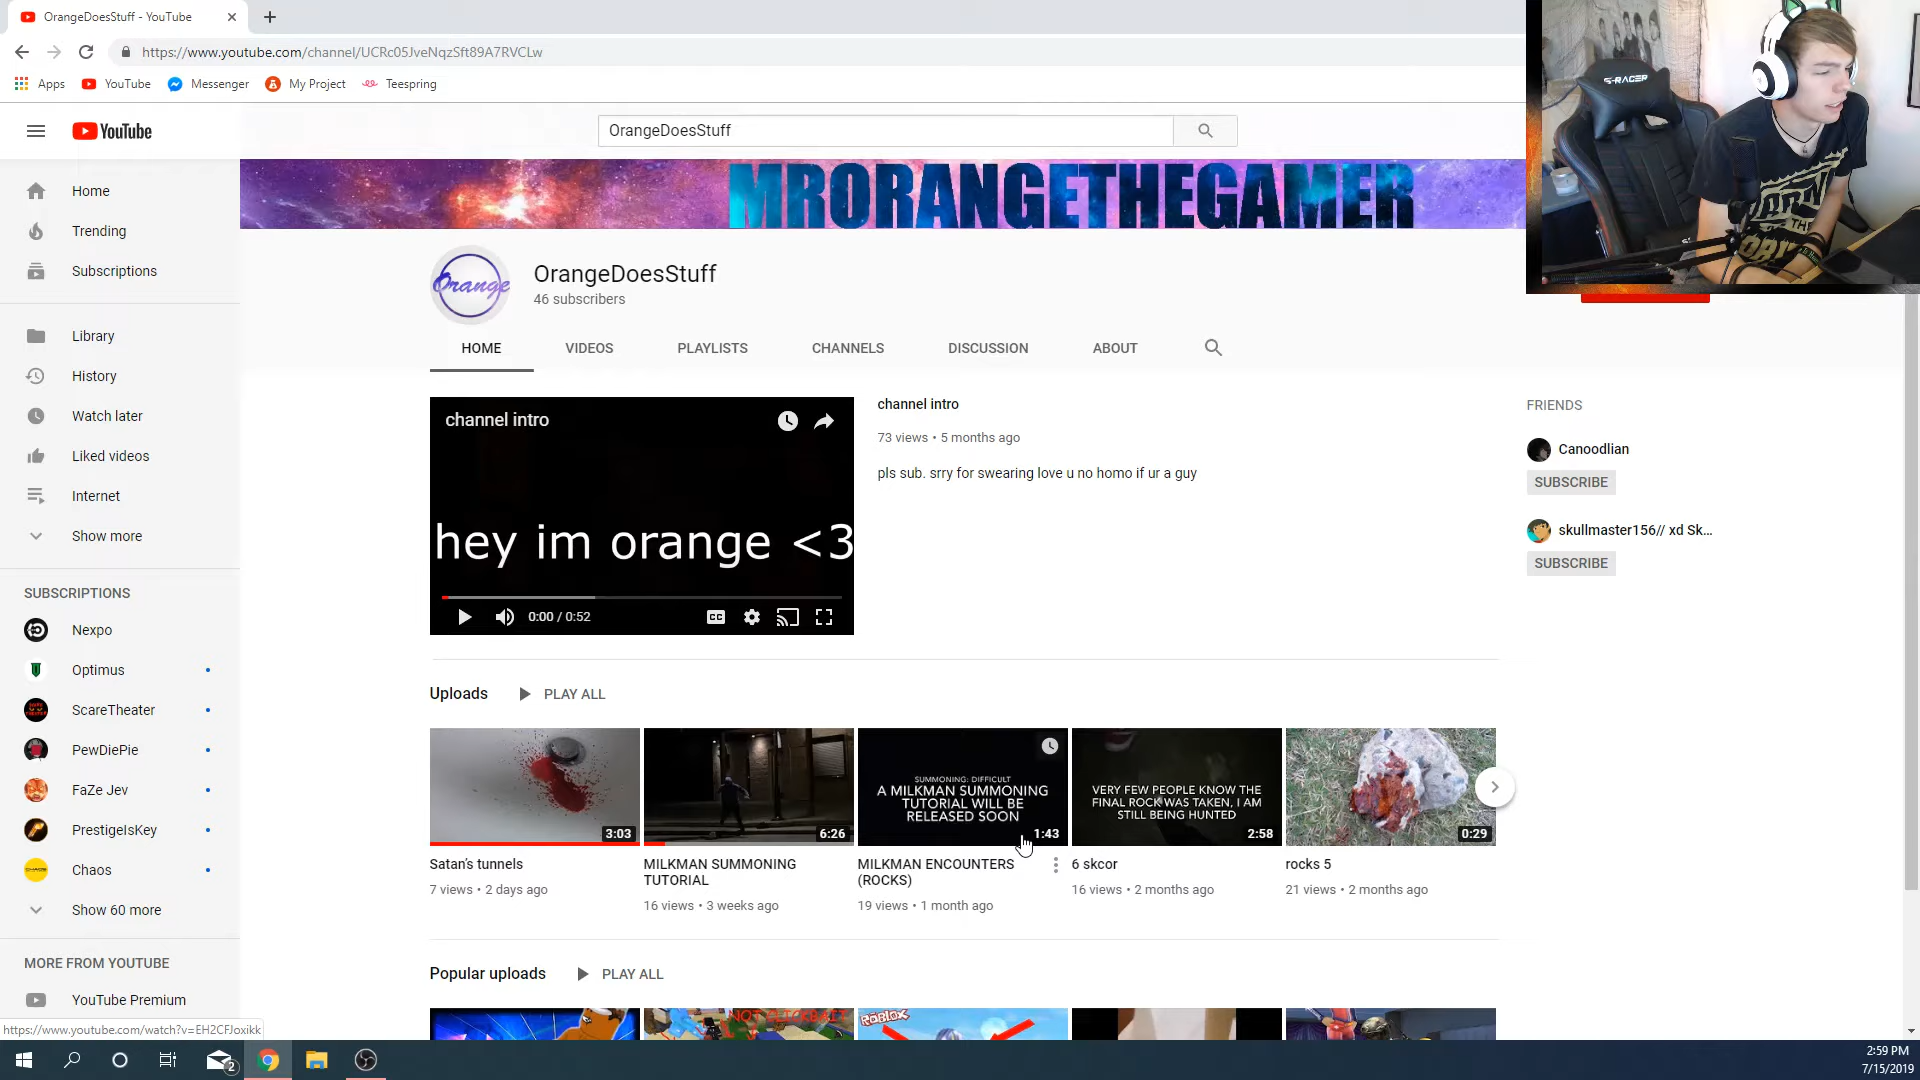 OrangeDoesStuff - YouTube
https://www.youtube.com/channel/UCRc05JveNqzSft89A7RVCLw
Apps
YouTube
Messenger
My Project
Teespring
YouTube
OrangeDoesStuff
S-RACER
MRORANGETHEGAMER
Home
Trending
Subscriptions
Library
History
Watch later
Liked videos
Internet
Show more
SUBSCRIPTIONS
Nexpo
Optimus
ScareTheater
PewDiePie
FaZe Jev
PrestigeIsKey
Chaos
Show 60 more
MORE FROM YOUTUBE
YouTube Premium
https://www.youtube.com/watch?v=EH2CFJoxikk
Orange
OrangeDoesStuff
46 subscribers
HOME
VIDEOS
PLAYLISTS
CHANNELS
DISCUSSION
ABOUT
channel intro
hey im orange <3
0:00 / 0:52
CC
channel intro
73 views • 5 months ago
pls sub. srry for swearing love u no homo if ur a guy
FRIENDS
Canoodlian
SUBSCRIBE
skullmaster156// xd Sk...
SUBSCRIBE
Uploads
PLAY ALL
3:03
Satan's tunnels
7 views • 2 days ago
6:26
MILKMAN SUMMONING
TUTORIAL
16 views • 3 weeks ago
SUMMONING: DIFFICULT
A MILKMAN SUMMONING
TUTORIAL WILL BE
RELEASED SOON
1:43
MILKMAN ENCOUNTERS
(ROCKS)
19 views • 1 month ago
VERY FEW PEOPLE KNOW THE
FINAL ROCK WAS TAKEN, I AM
STILL BEING HUNTED
2:58
6 skcor
16 views • 2 months ago
0:29
rocks 5
21 views • 2 months ago
Popular uploads
PLAY ALL
NOT CLICKBAIT
ROBLOX
2
2:59 PM
7/15/2019